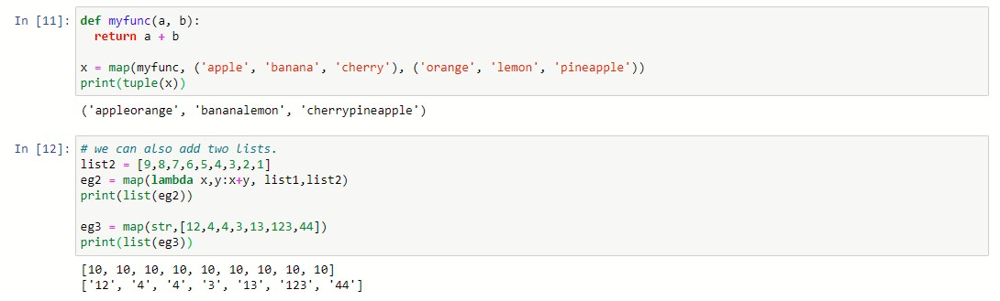 In [11]: def myfunc(a, b):
return a + b
x = map(myfunc, ('apple', 'banana', 'cherry'), ('orange', 'lemon', 'pineapple'))
print(tuple(x))
('appleorange', 'bananalemon', 'cherrypineapple')
In [12]: # we can also add two lists.
list2 = [9,8,7,6,5,4,3,2,1]
eg2 = map(lambda x,y:x+y, list1,list2)
print(list(eg2))
eg3 = map(str,[12,4,4,3,13,123,44])
print(list(eg3))
[10, 10, 10, 10, 10, 10, 10, 10, 10]
['12', '4', '4', '3', '13', '123', '44']